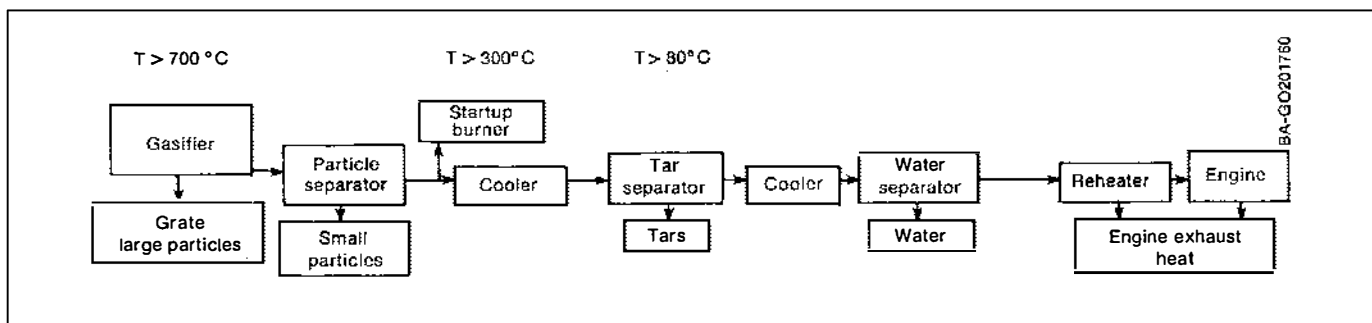 T > 700 °C
T > 300°C
T > 80°C
BA-GO201760
Startup
burner
Gasifier
Particle
separator
Cooler
Tar
separator
Cooler
Water
separator
Reheater
Engine
Grate
large particles
Small
particles
Tars
Water
Engine exhaust
heat